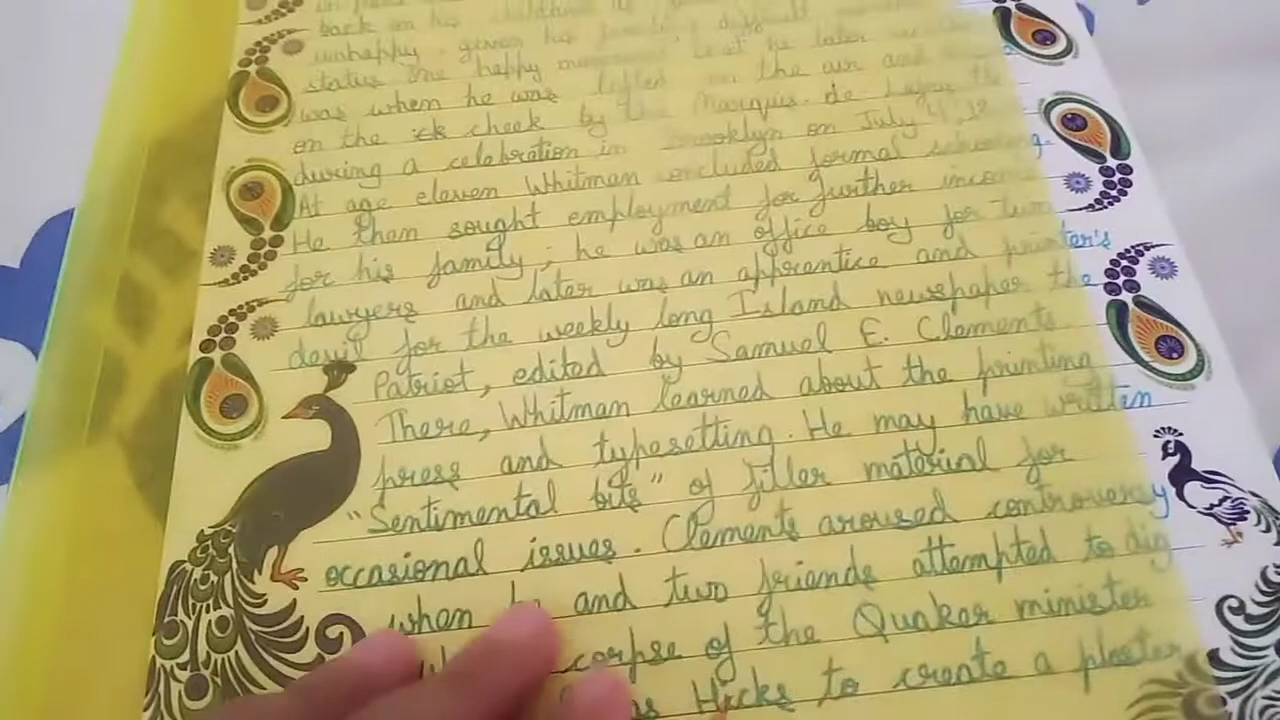 back on his
unhappy, given his family difficult
status. One happy that he later
was when he was lifted in the air and
on the ick cheek by the Marquis de
during a celebration in Brooklyn on July 4,
At age eleven Whitman concluded formal schooling.
He then sought employment for further income
for his family; he was an office boy for two
lawyers and later was an apprentice and printer's
devil for the weekly long Island newspaper the
Patriot, edited by Samuel E. Clements.
There, Whitman learned about the printing
press and typesetting. He may have written
"Sentimental bits" of filler material for
occasional issues. Clements aroused controversy
when he and two friends attempted to dig
corpse of the Quaker minister
Hicks to create a plaster